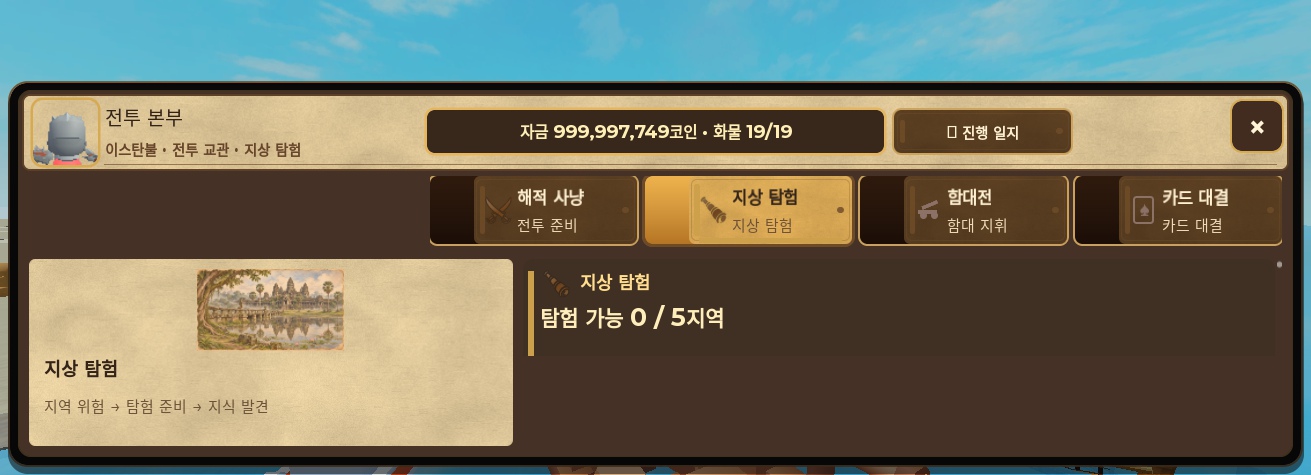 전투 본부
이스탄불 • 전투 교관 • 지상 탐험
자금 999,997,749코인 • 화물 19/19
진행 일지
×
해적 사냥
전투 준비
지상 탐험
지상 탐험
함대전
함대 지휘
카드 대결
카드 대결
지상 탐험
지역 위험 → 탐험 준비 → 지식 발견
지상 탐험
탐험 가능 0 / 5지역